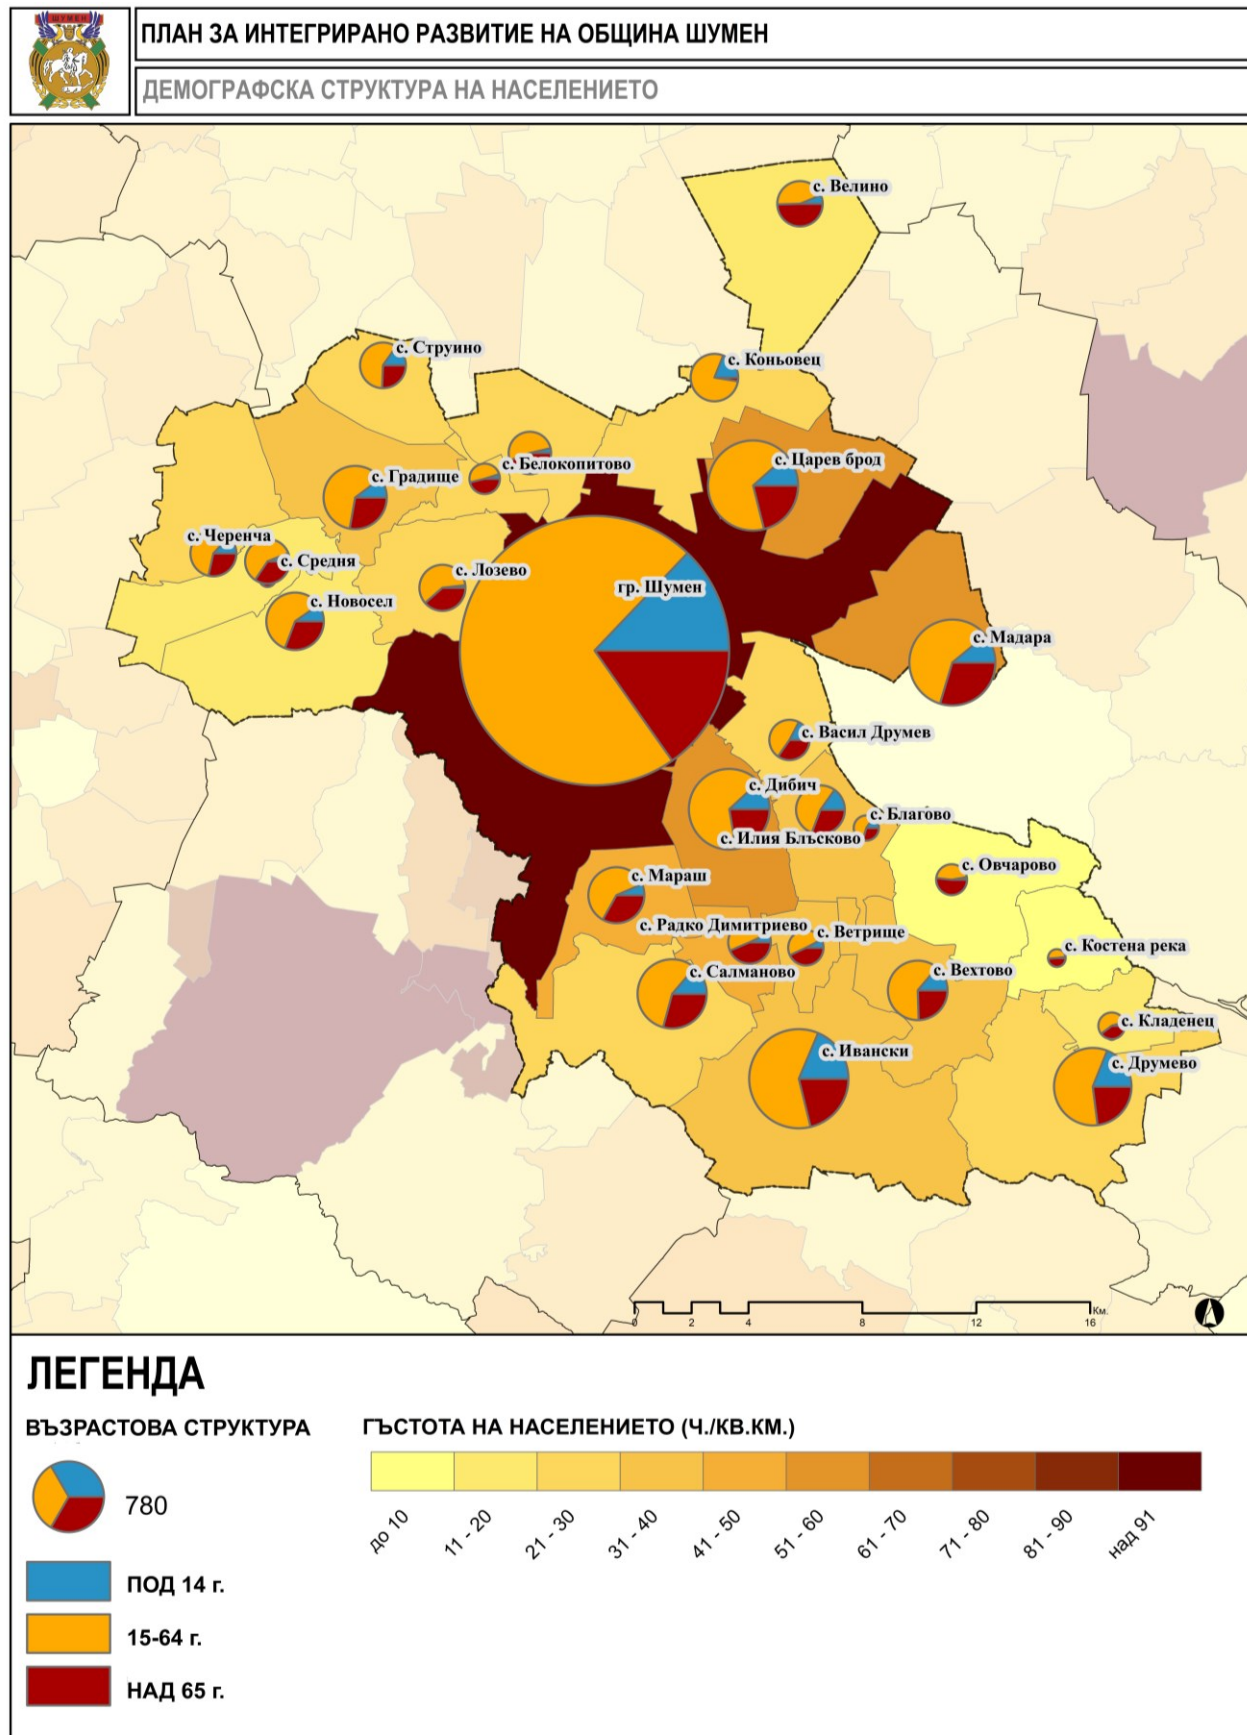 ШУМЕН
ПЛАН ЗА ИНТЕГРИРАНО РАЗВИТИЕ НА ОБЩИНА ШУМЕН
ДЕМОГРАФСКА СТРУКТУРА НА НАСЕЛЕНИЕТО
с. Велино
с. Струино
с. Коньовец
с. Белокопитово
с. Царев брод
с. Градище
с. Черенча
с. Средня
с. Лозево
гр. Шумен
с. Новосел
с. Мадара
с. Васил Друмев
с. Дибич
с. Благово
с. Илия Блъсково
с. Овчарово
с. Мараш
с. Радко Димитриево
с. Ветрище
с. Костена река
с. Салманово
с. Вехтово
с. Кладенец
с. Ивански
с. Друмево
Км.
0 2 4 8 12 16
ЛЕГЕНДА
ВЪЗРАСТОВА СТРУКТУРА
780
ПОД 14 г.
15-64 г.
НАД 65 г.
ГЪСТОТА НА НАСЕЛЕНИЕТО (Ч./КВ.КМ.)
до 10
11 - 20
21 - 30
31 - 40
41 - 50
51 - 60
61 - 70
71 - 80
81 - 90
над 91